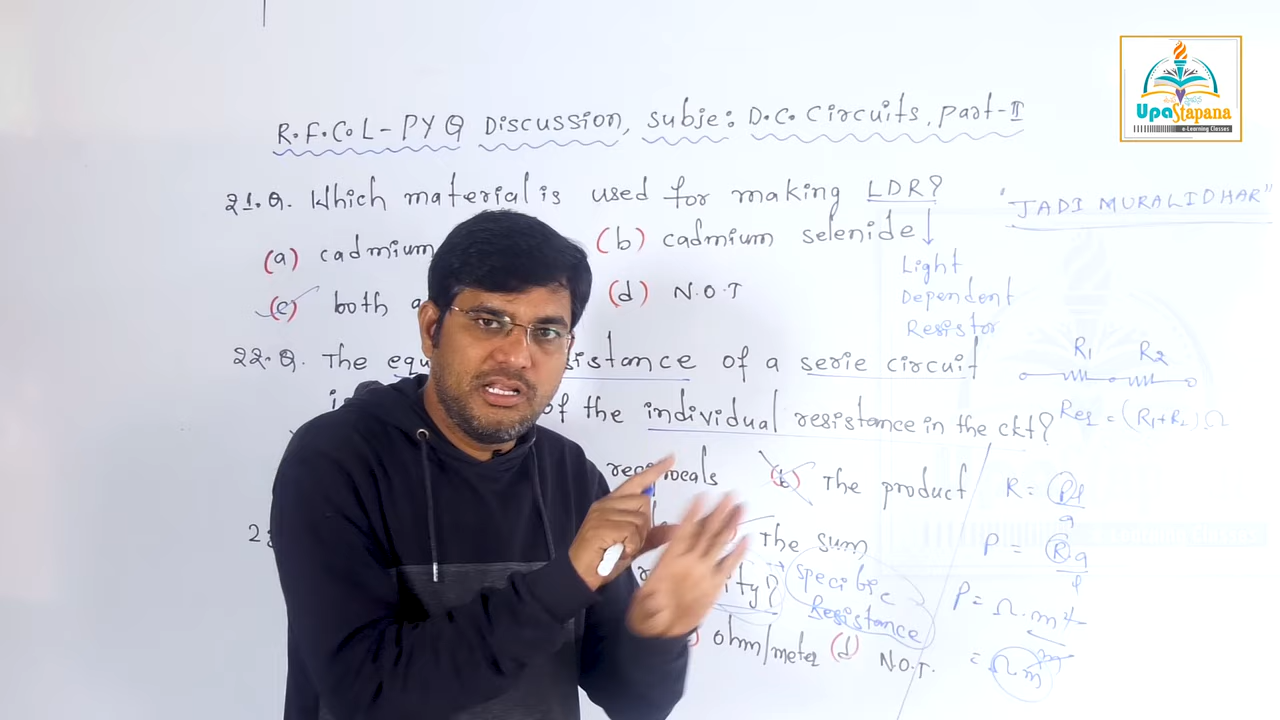 R.F.C.L - PYQ Discussion, Subje: D.C. Circuits, Part-II
UpaStapana
e-Learning Classes
"JADI MURALIDHAR"
21.Q. Which material is used for making LDR?
(a) cadmium (b) cadmium selenide
(c) both a (d) N.O.T
Light
Dependent
Resistor
22.Q. The equ sistance of a serie circuit
of the individual resistance in the ckt?
R1 R2
Req = (R1+R2) Ω
reciprocals (b) The product
The sum
R = ρl/a
ρ = Ra/l
ity? specific
Resistance
ohm/meter (d) N.O.T.